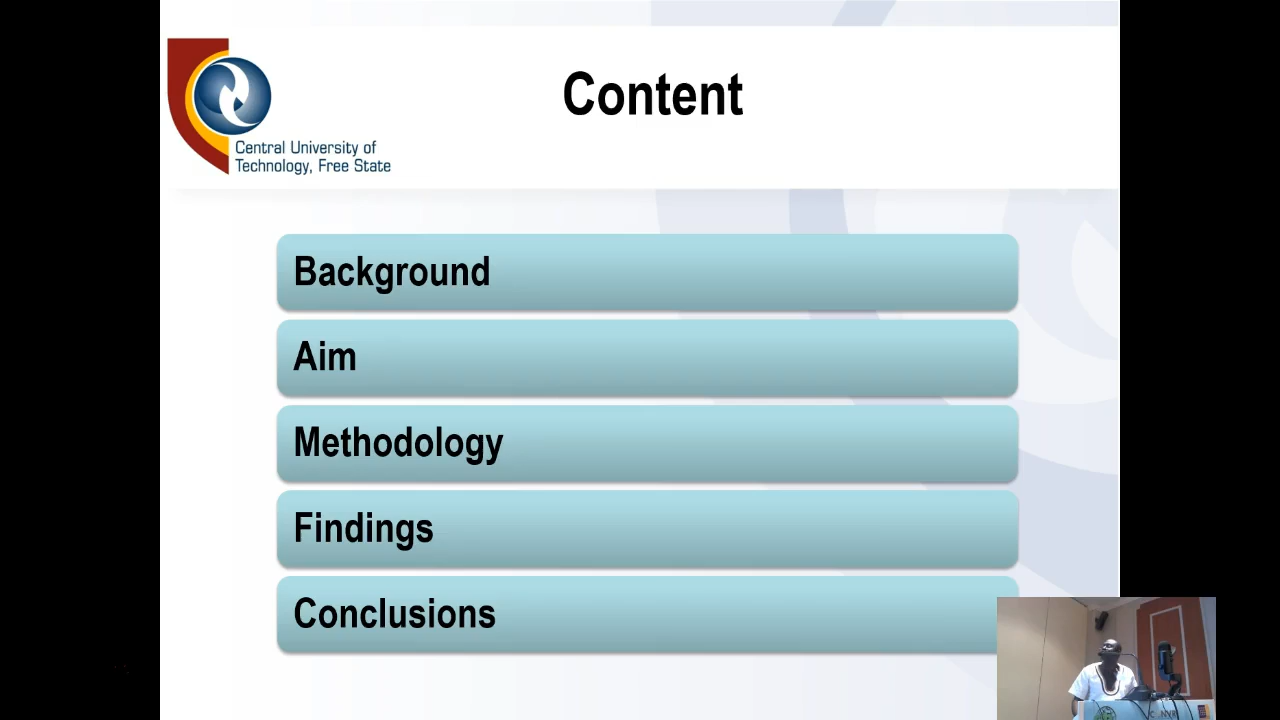 Content
Central University of
Technology, Free State
Background
Aim
Methodology
Findings
Conclusions